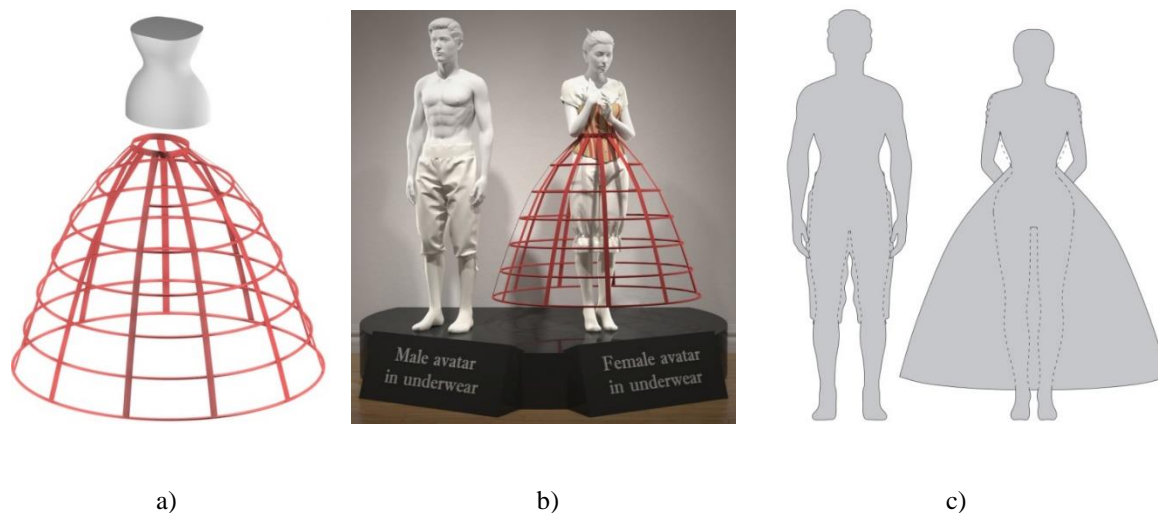 Male avatar
in underwear
Female avatar
in underwear
a)
b)
c)